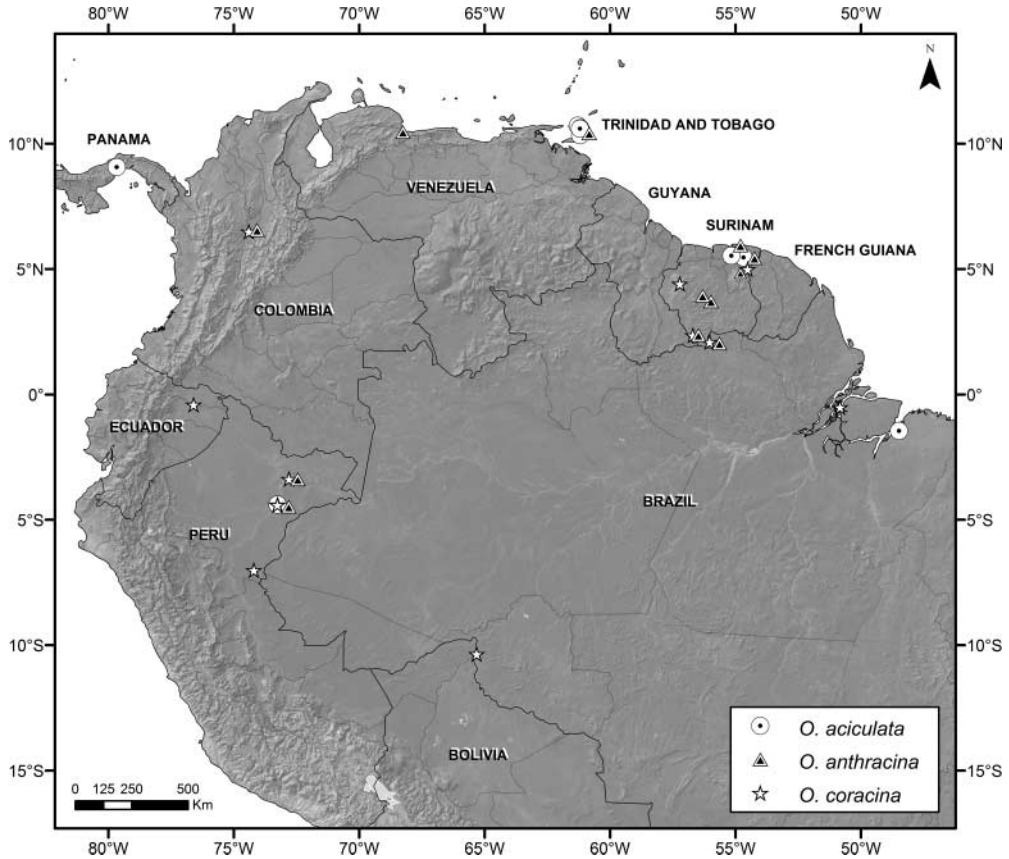 80°W 75°W 70°W 65°W 60°W 55°W 50°W
N
PANAMA
TRINIDAD AND TOBAGO
10°N 10°N
VENEZUELA
GUYANA
SURINAM
FRENCH GUIANA
5°N 5°N
COLOMBIA
0° 0°
ECUADOR
BRAZIL
5°S 5°S
PERU
10°S 10°S
BOLIVIA
O. aciculata
O. anthracina
O. coracina
15°S 15°S
0 125 250 500
Km
80°W 75°W 70°W 65°W 60°W 55°W 50°W